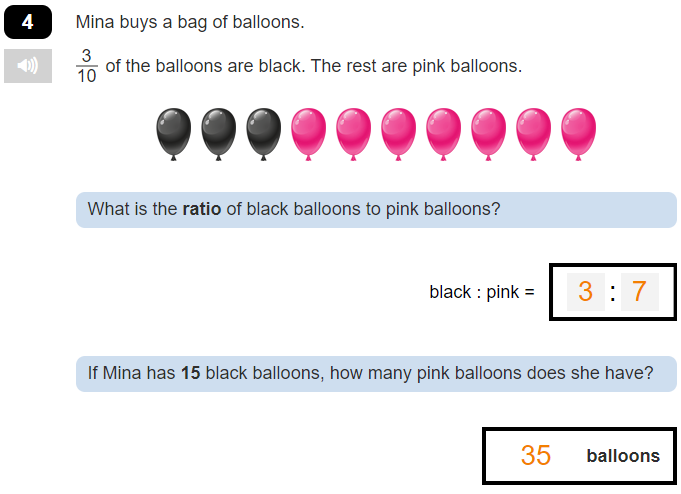 4 Mina buys a bag of balloons.
3/10 of the balloons are black. The rest are pink balloons.
What is the ratio of black balloons to pink balloons?
black : pink = 3 : 7
If Mina has 15 black balloons, how many pink balloons does she have?
35 balloons